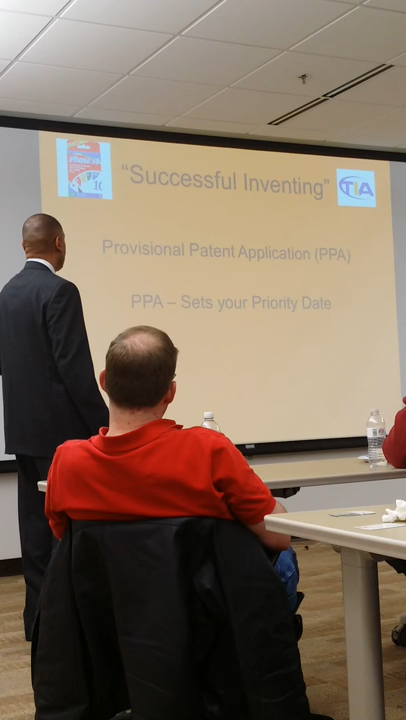 “Successful Inventing”
TIA
Provisional Patent Application (PPA)
PPA – Sets your Priority Date